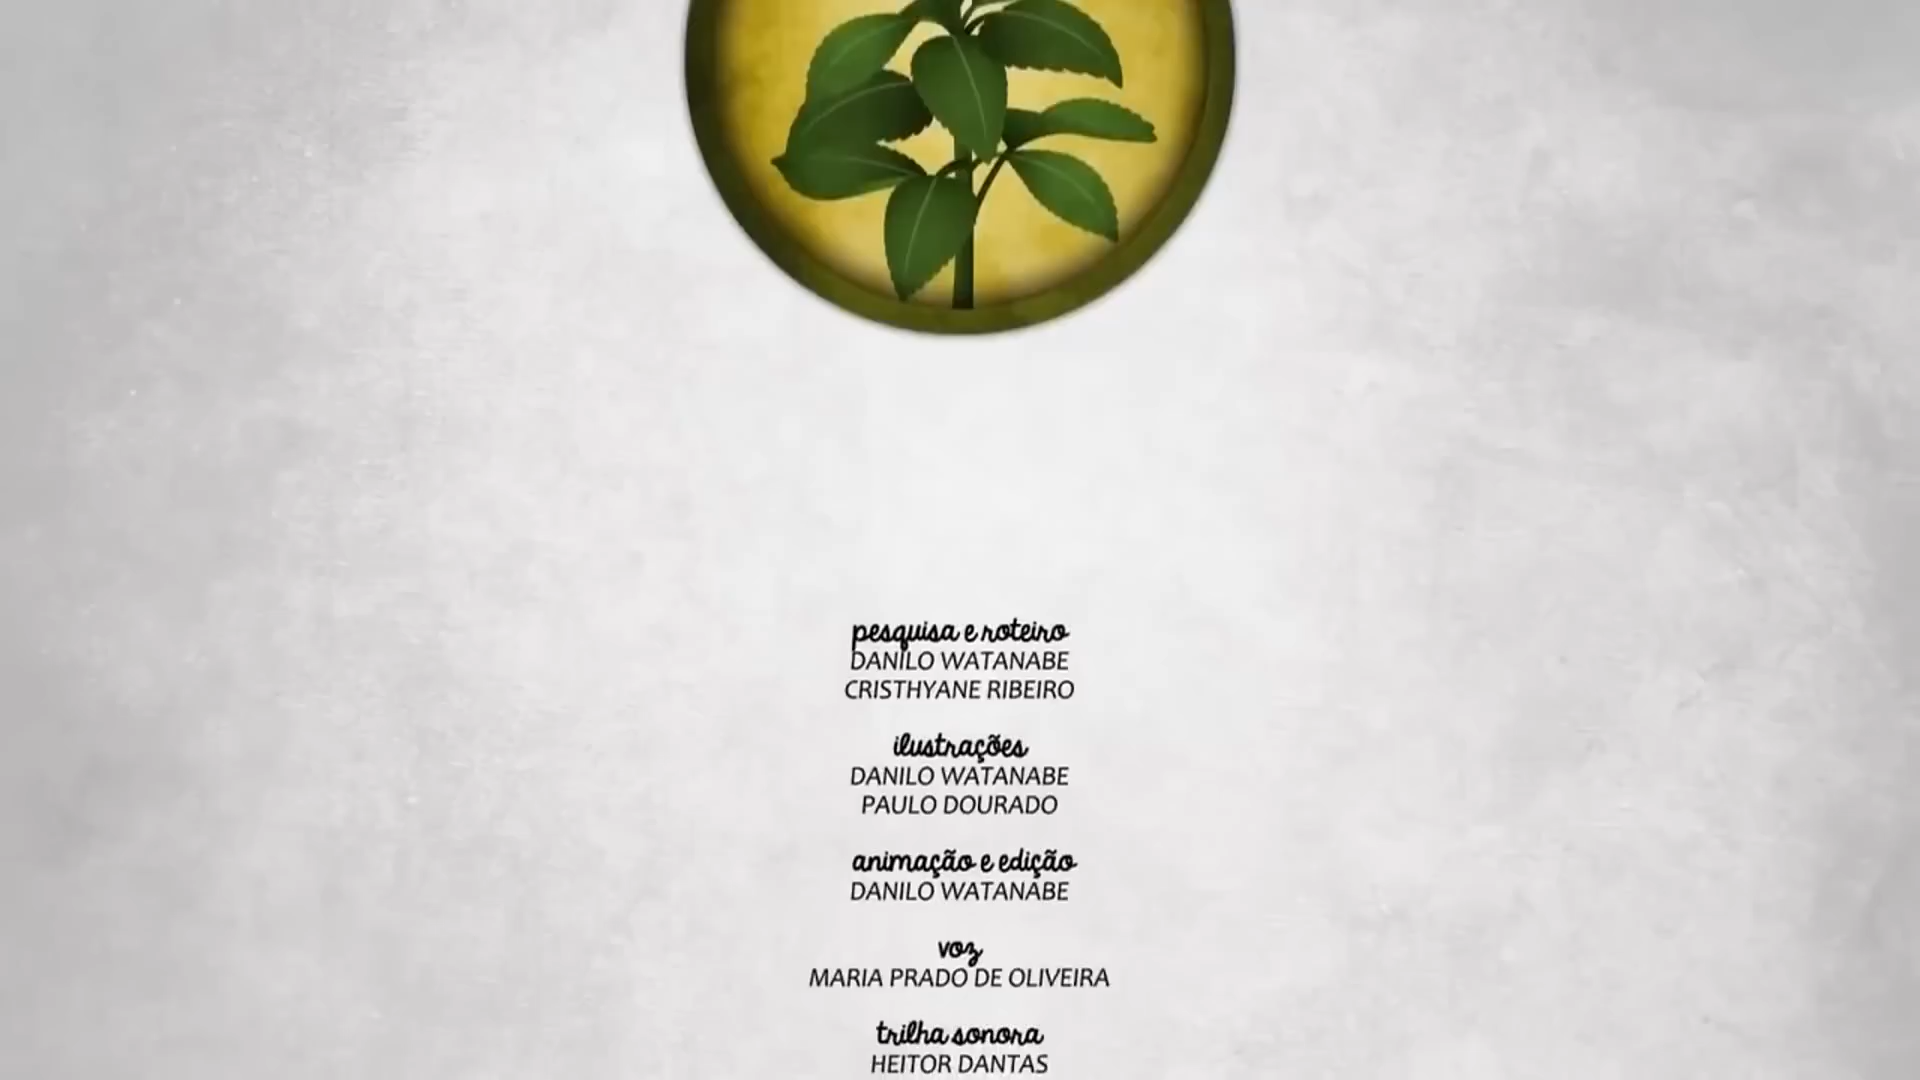 pesquisa e roteiro
DANILO WATANABE
CRISTHYANE RIBEIRO
ilustrações
DANILO WATANABE
PAULO DOURADO
animação e edição
DANILO WATANABE
voz
MARIA PRADO DE OLIVEIRA
trilha sonora
HEITOR DANTAS